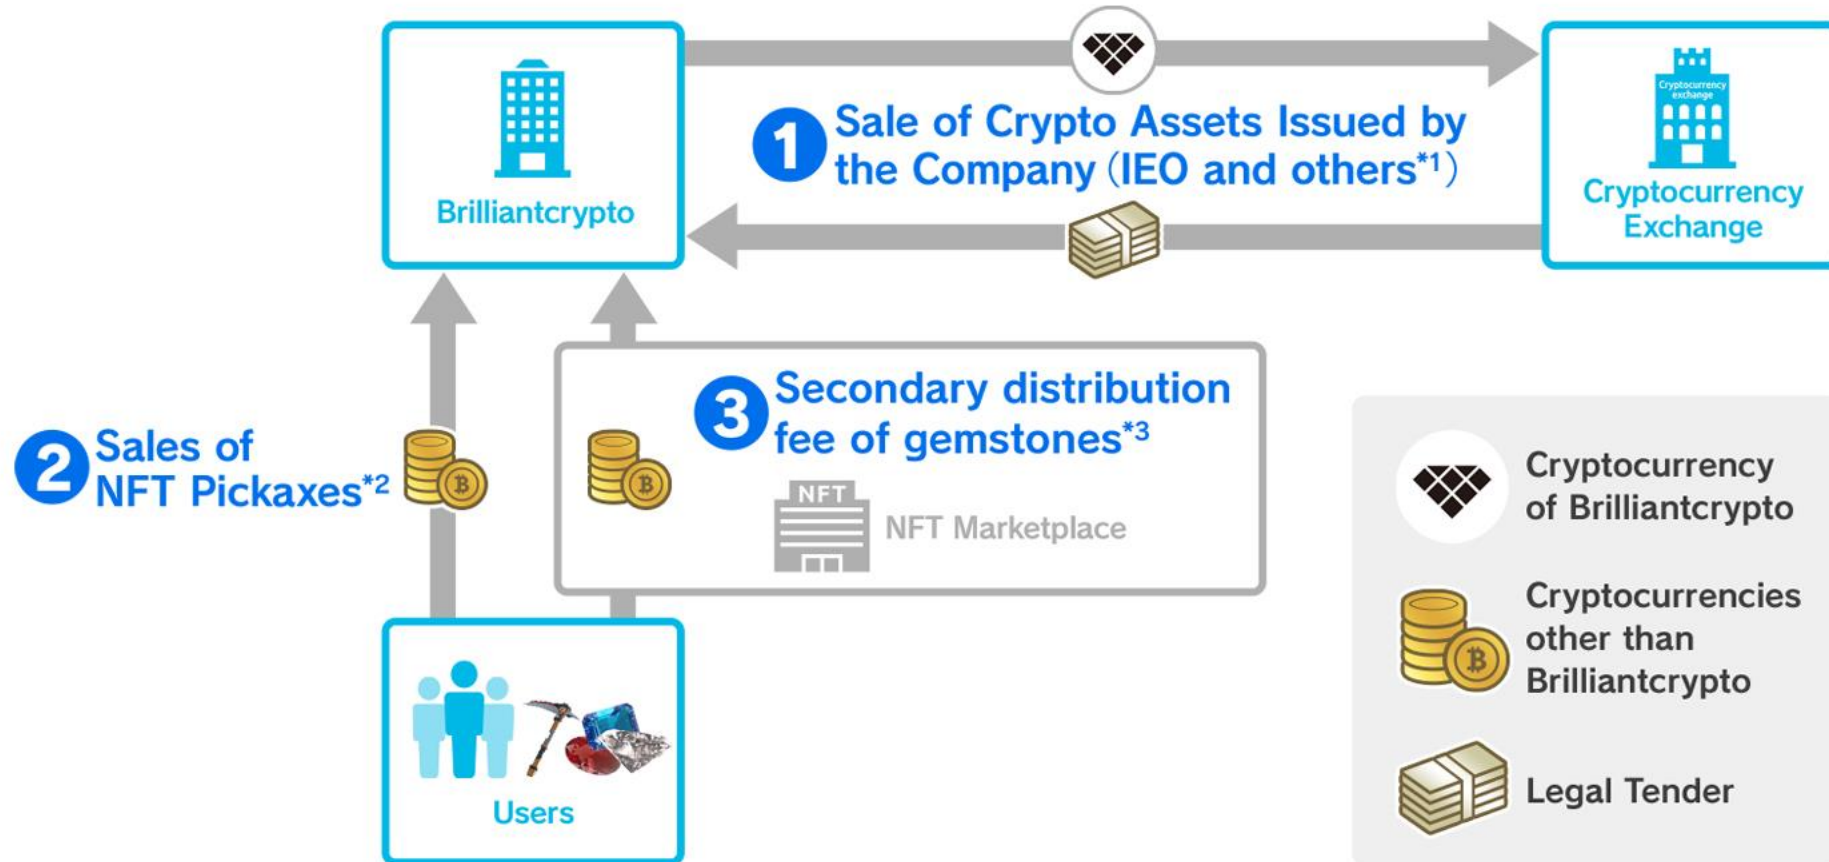 Brilliantcrypto
1 Sale of Crypto Assets Issued by
the Company (IEO and others*1)
Cryptocurrency
exchange
Cryptocurrency
Exchange
2 Sales of
NFT Pickaxes*2
3 Secondary distribution
fee of gemstones*3
NFT
NFT Marketplace
Users
Cryptocurrency
of Brilliantcrypto
Cryptocurrencies
other than
Brilliantcrypto
Legal Tender